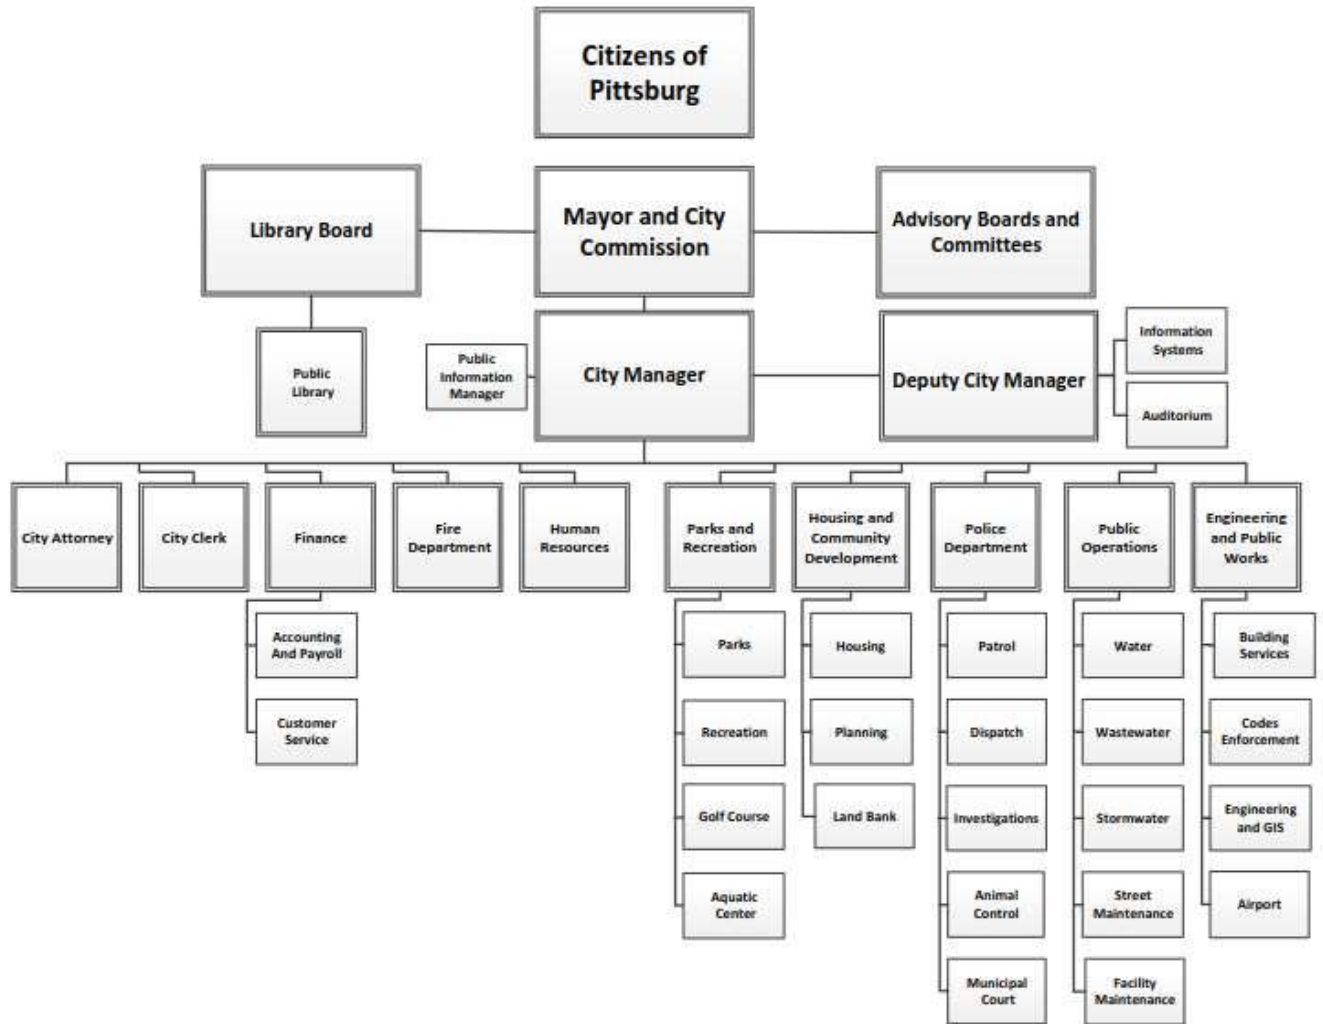 Citizens of
Pittsburg
Library Board
Mayor and City
Commission
Advisory Boards and
Committees
Public
Library
Public
Information
Manager
City Manager
Deputy City Manager
Information
Systems
Auditorium
City Attorney
City Clerk
Finance
Fire
Department
Human
Resources
Parks and
Recreation
Housing and
Community
Development
Police
Department
Public
Operations
Engineering
and Public
Works
Accounting
And Payroll
Customer
Service
Parks
Recreation
Golf Course
Aquatic
Center
Housing
Planning
Land Bank
Patrol
Dispatch
Investigations
Animal
Control
Municipal
Court
Water
Wastewater
Stormwater
Street
Maintenance
Facility
Maintenance
Building
Services
Codes
Enforcement
Engineering
and GIS
Airport